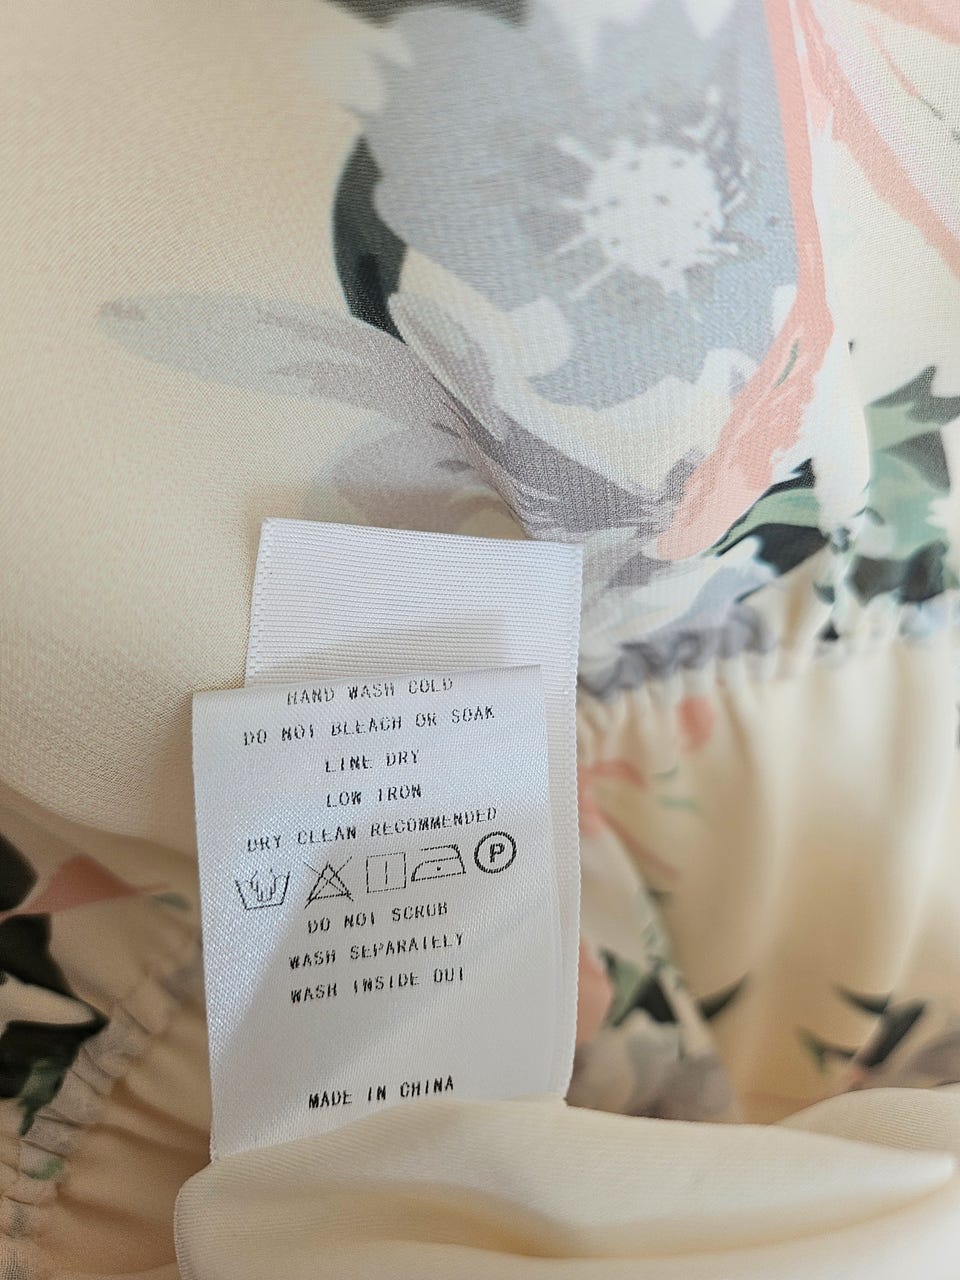 HAND WASH COLD
DO NOT BLEACH OR SOAK
LINE DRY
LOW IRON
DRY CLEAN RECOMMENDED
P
DO NOT SCRUB
WASH SEPARATELY
WASH INSIDE OUT
MADE IN CHINA